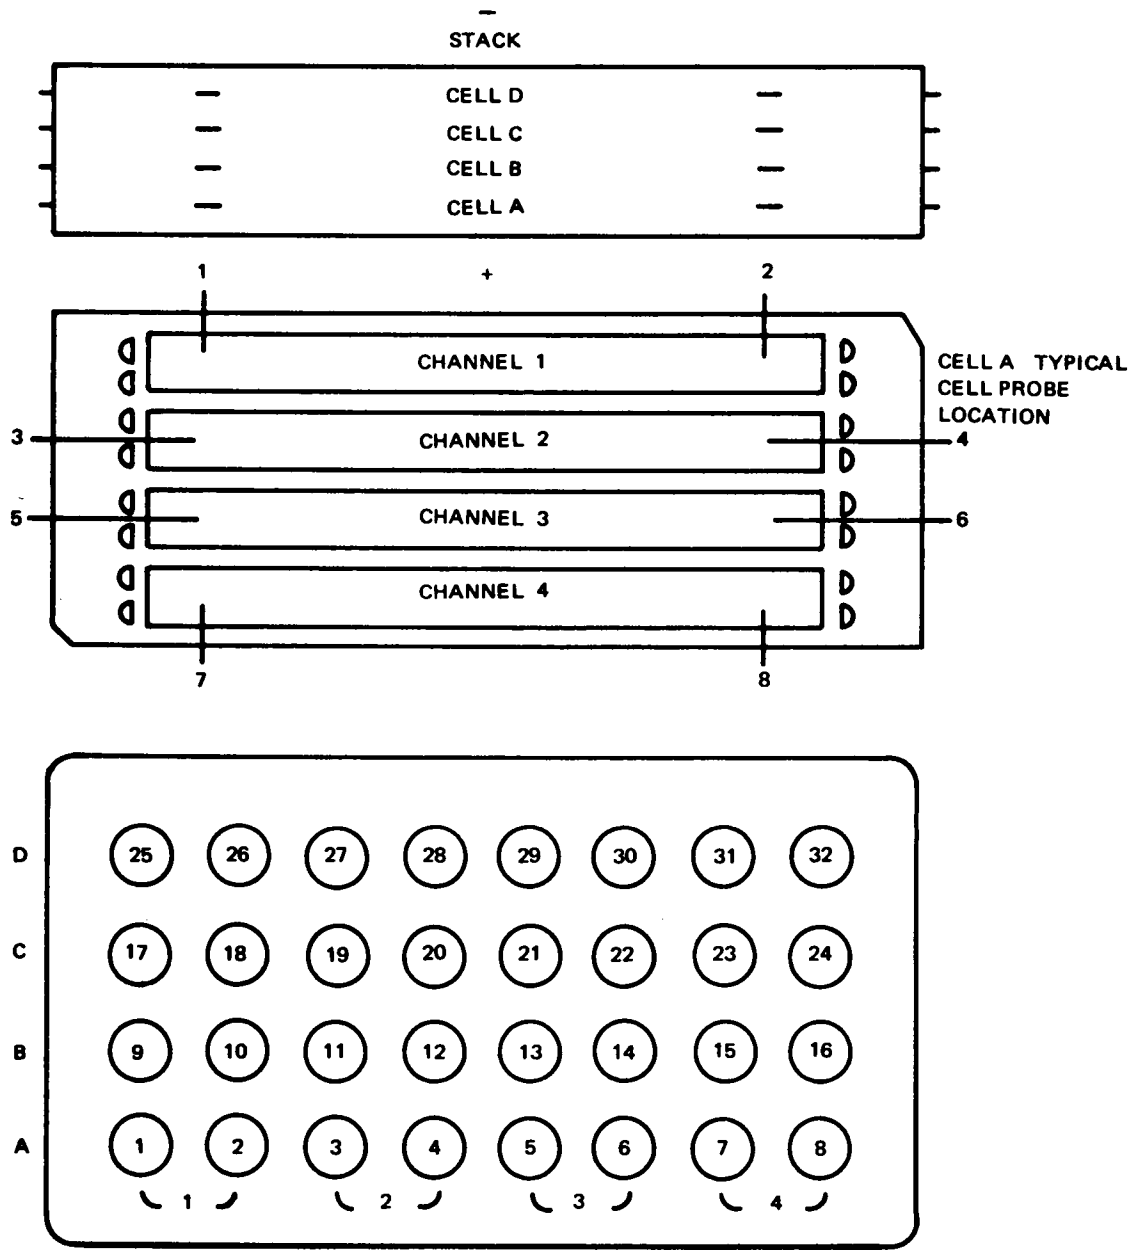 −
STACK
CELL D
CELL C
CELL B
CELL A
1 + 2
CHANNEL 1
CELL A TYPICAL
CELL PROBE
LOCATION
3 CHANNEL 2 4
5 CHANNEL 3 6
CHANNEL 4
7 8
D 25 26 27 28 29 30 31 32
C 17 18 19 20 21 22 23 24
B 9 10 11 12 13 14 15 16
A 1 2 3 4 5 6 7 8
1 2 3 4